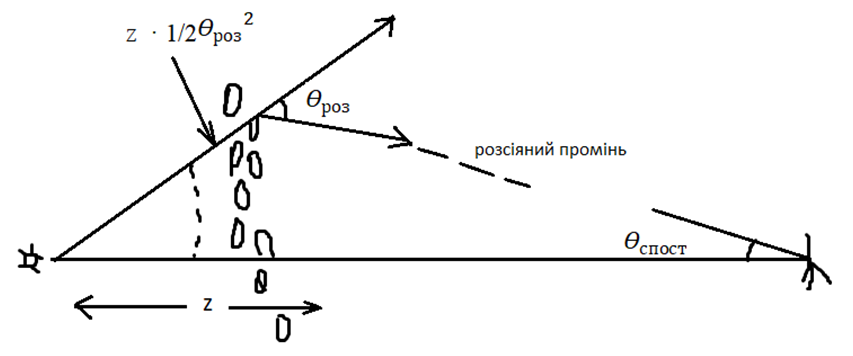 z · 1/2θроз²
θроз
розсіяний промінь
θспост
z